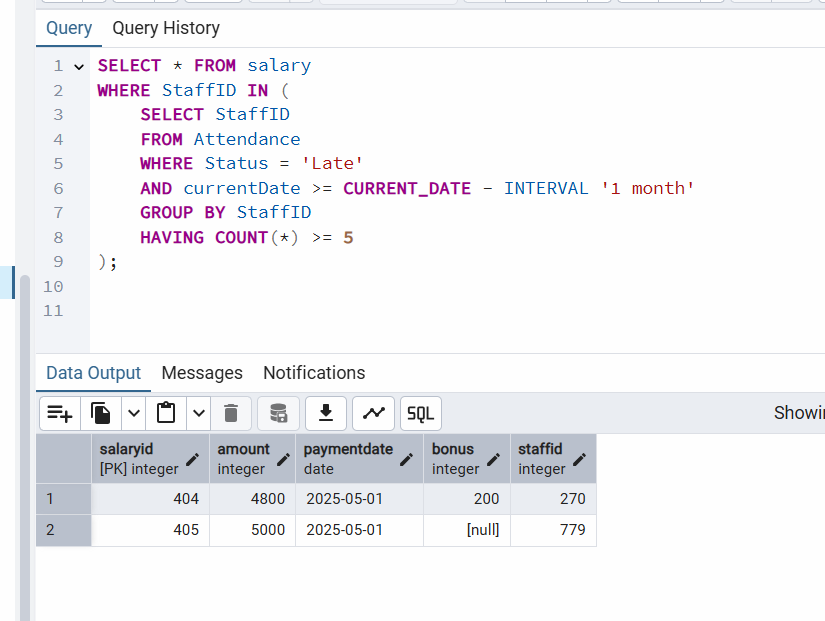 Query Query History
1 SELECT * FROM salary
2 WHERE StaffID IN (
3 SELECT StaffID
4 FROM Attendance
5 WHERE Status = 'Late'
6 AND currentDate >= CURRENT_DATE - INTERVAL '1 month'
7 GROUP BY StaffID
8 HAVING COUNT(*) >= 5
9 );
10
11
Data Output Messages Notifications
SQL
salaryid amount paymentdate bonus staffid
[PK] integer integer date integer integer
1 404 4800 2025-05-01 200 270
2 405 5000 2025-05-01 [null] 779